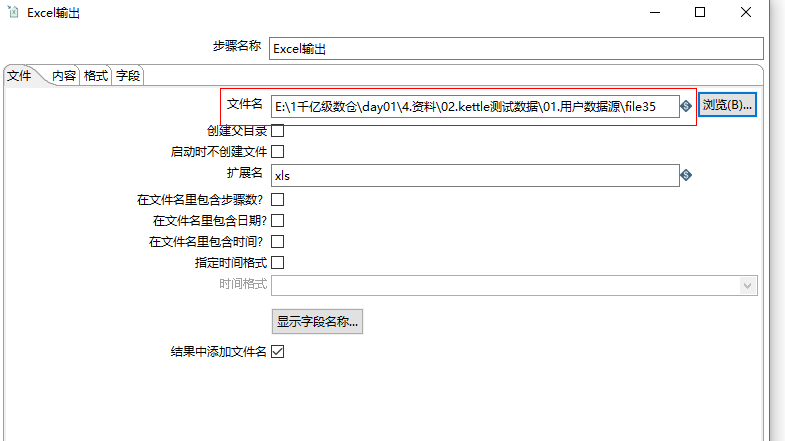 Excel输出
步骤名称 Excel输出
文件 内容 格式 字段
文件名 E:\1千亿级数仓\day01\4.资料\02.kettle测试数据\01.用户数据源\file35 浏览(B)...
创建父目录
启动时不创建文件
扩展名 xls
在文件名里包含步骤数?
在文件名里包含日期?
在文件名里包含时间?
指定时间格式
时间格式
显示字段名称...
结果中添加文件名